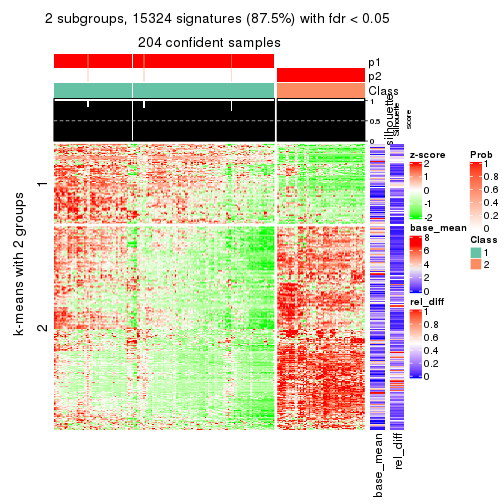 2 subgroups, 15324 signatures (87.5%) with fdr < 0.05
204 confident samples
p1
p2
Class
silhouette
Silhouette
score
1
0.5
0
k-means with 2 groups
1
2
base_mean
rel_diff
z-score
2
1
0
-1
-2
base_mean
8
6
4
2
0
rel_diff
1
0.8
0.6
0.4
0.2
0
Prob
1
0.8
0.6
0.4
0.2
0
Class
1
2